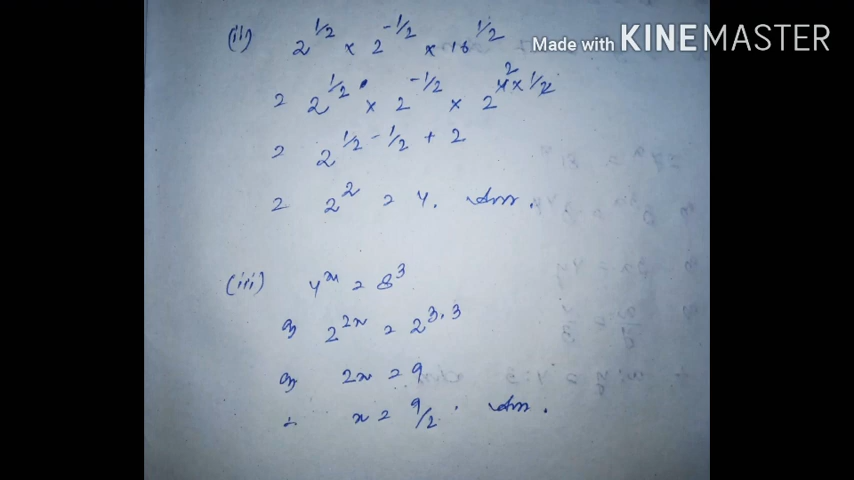 (ii) 2^1/2 × 2^-1/2 × 16^1/2
Made with KINEMASTER
= 2^1/2 × 2^-1/2 × 2^4×1/2 2
= 2^1/2 - 1/2 + 2
= 2^2 = 4. Ans.
(iii) 4^x = 8^3
2^2x = 2^3.3
2x = 9
x = 9/2. Ans.